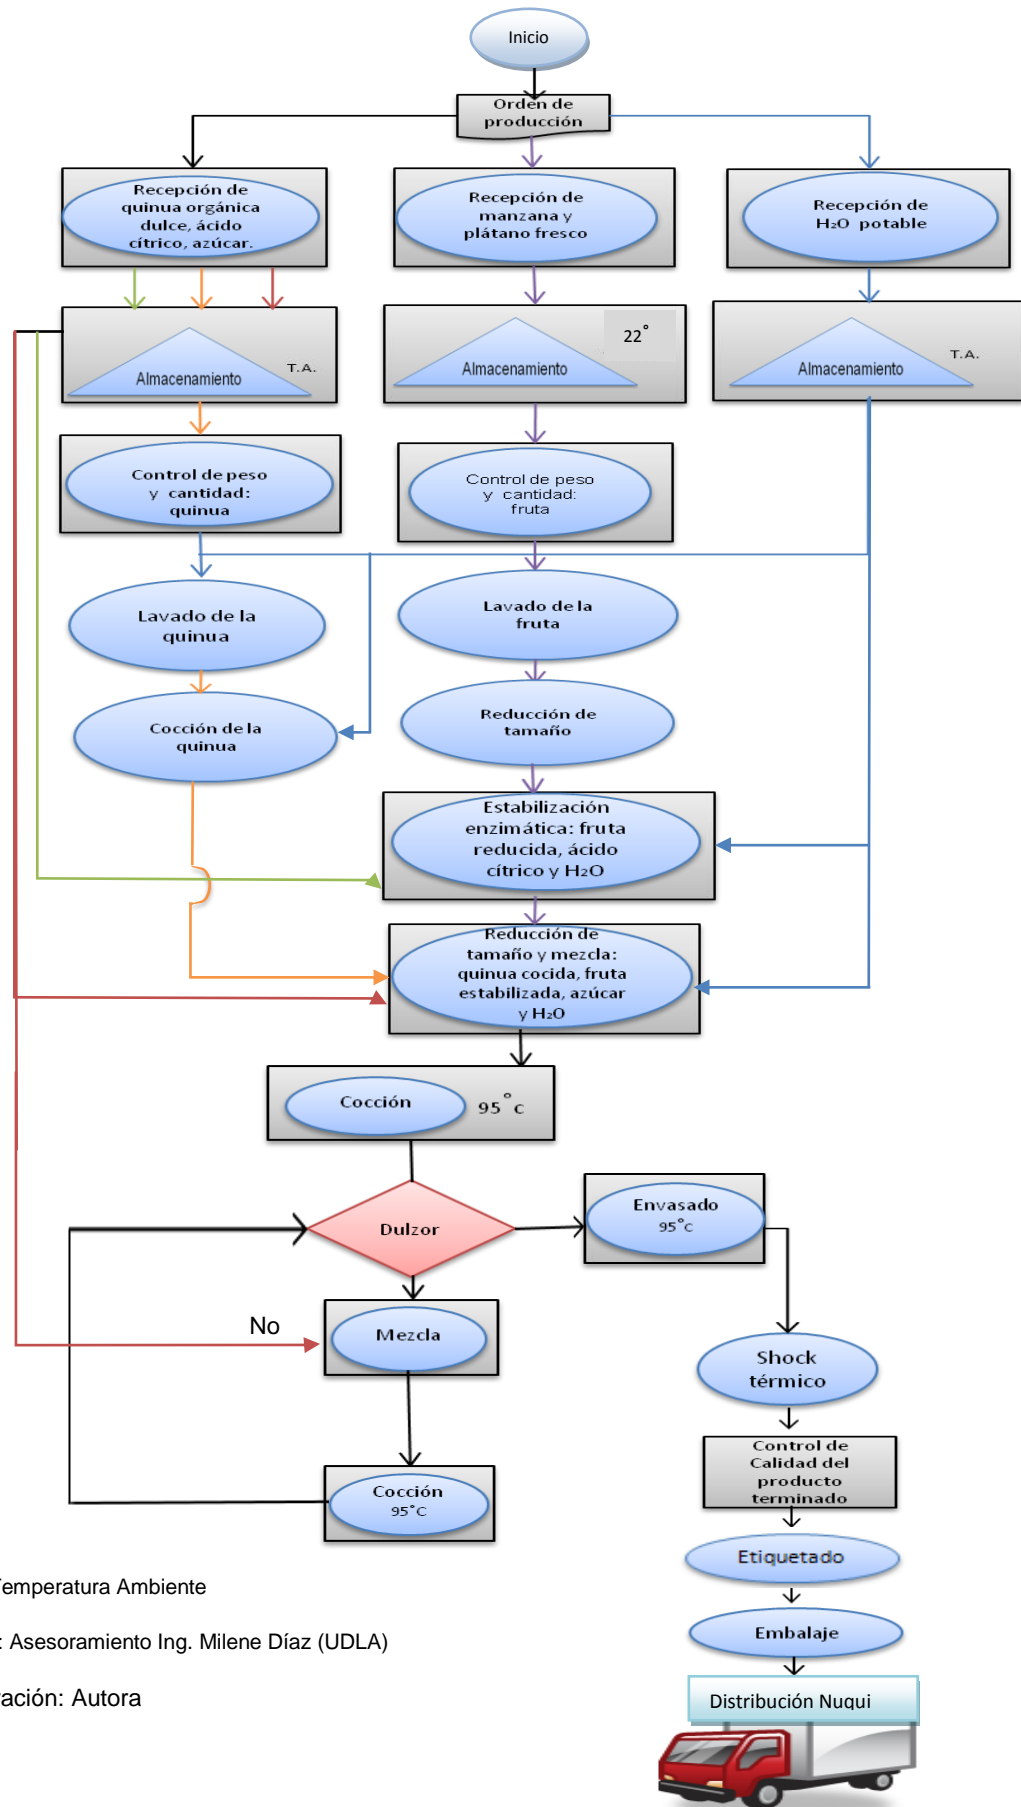 Inicio
Orden de
producción
Recepción de
quinua orgánica
dulce, ácido
cítrico, azúcar.
Recepción de
manzana y
plátano fresco
Recepción de
H₂O potable
Almacenamiento
T.A.
22°
Almacenamiento
Almacenamiento
T.A.
Control de peso
y cantidad:
quinua
Control de peso
y cantidad:
fruta
Lavado de la
quinua
Lavado de la
fruta
Cocción de la
quinua
Reducción de
tamaño
Estabilización
enzimática: fruta
reducida, ácido
cítrico y H₂O
Reducción de
tamaño y mezcla:
quinua cocida, fruta
estabilizada, azúcar
y H₂O
Cocción 95°c
Dulzor
Envasado
95°c
No
Mezcla
Cocción
95°C
Shock
térmico
Control de
Calidad del
producto
terminado
Etiquetado
Embalaje
Distribución Nuqui
Temperatura Ambiente
: Asesoramiento Ing. Milene Díaz (UDLA)
ración: Autora